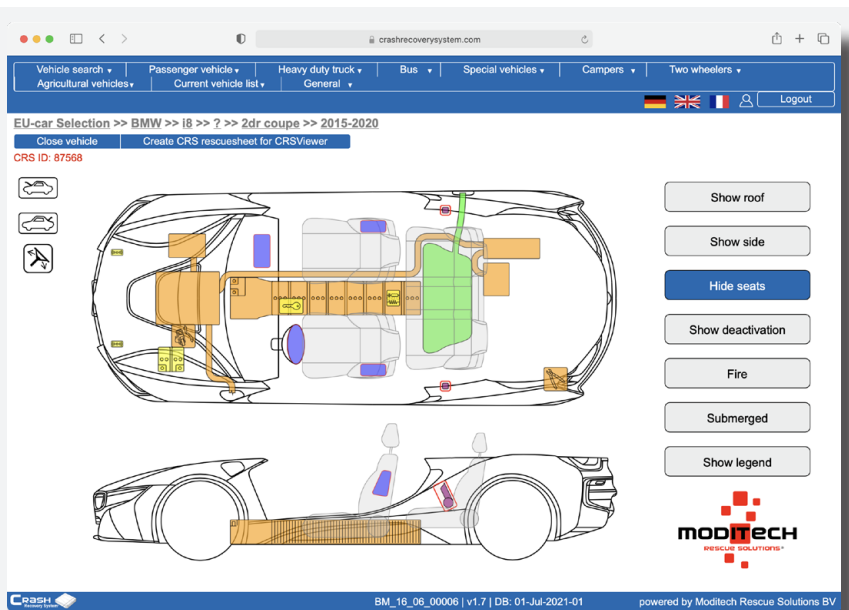 crashrecoverysystem.com
Vehicle search Passenger vehicle Heavy duty truck Bus Special vehicles Campers Two wheelers
Agricultural vehicles Current vehicle list General
Logout
EU-car Selection >> BMW >> i8 >> ? >> 2dr coupe >> 2015-2020
Close vehicle Create CRS rescuesheet for CRSViewer
CRS ID: 87568
Show roof
Show side
Hide seats
Show deactivation
Fire
Submerged
Show legend
MODITECH
RESCUE SOLUTIONS
CRASH
Recovery System
BM_16_06_00006 | v1.7 | DB: 01-Jul-2021-01
powered by Moditech Rescue Solutions BV